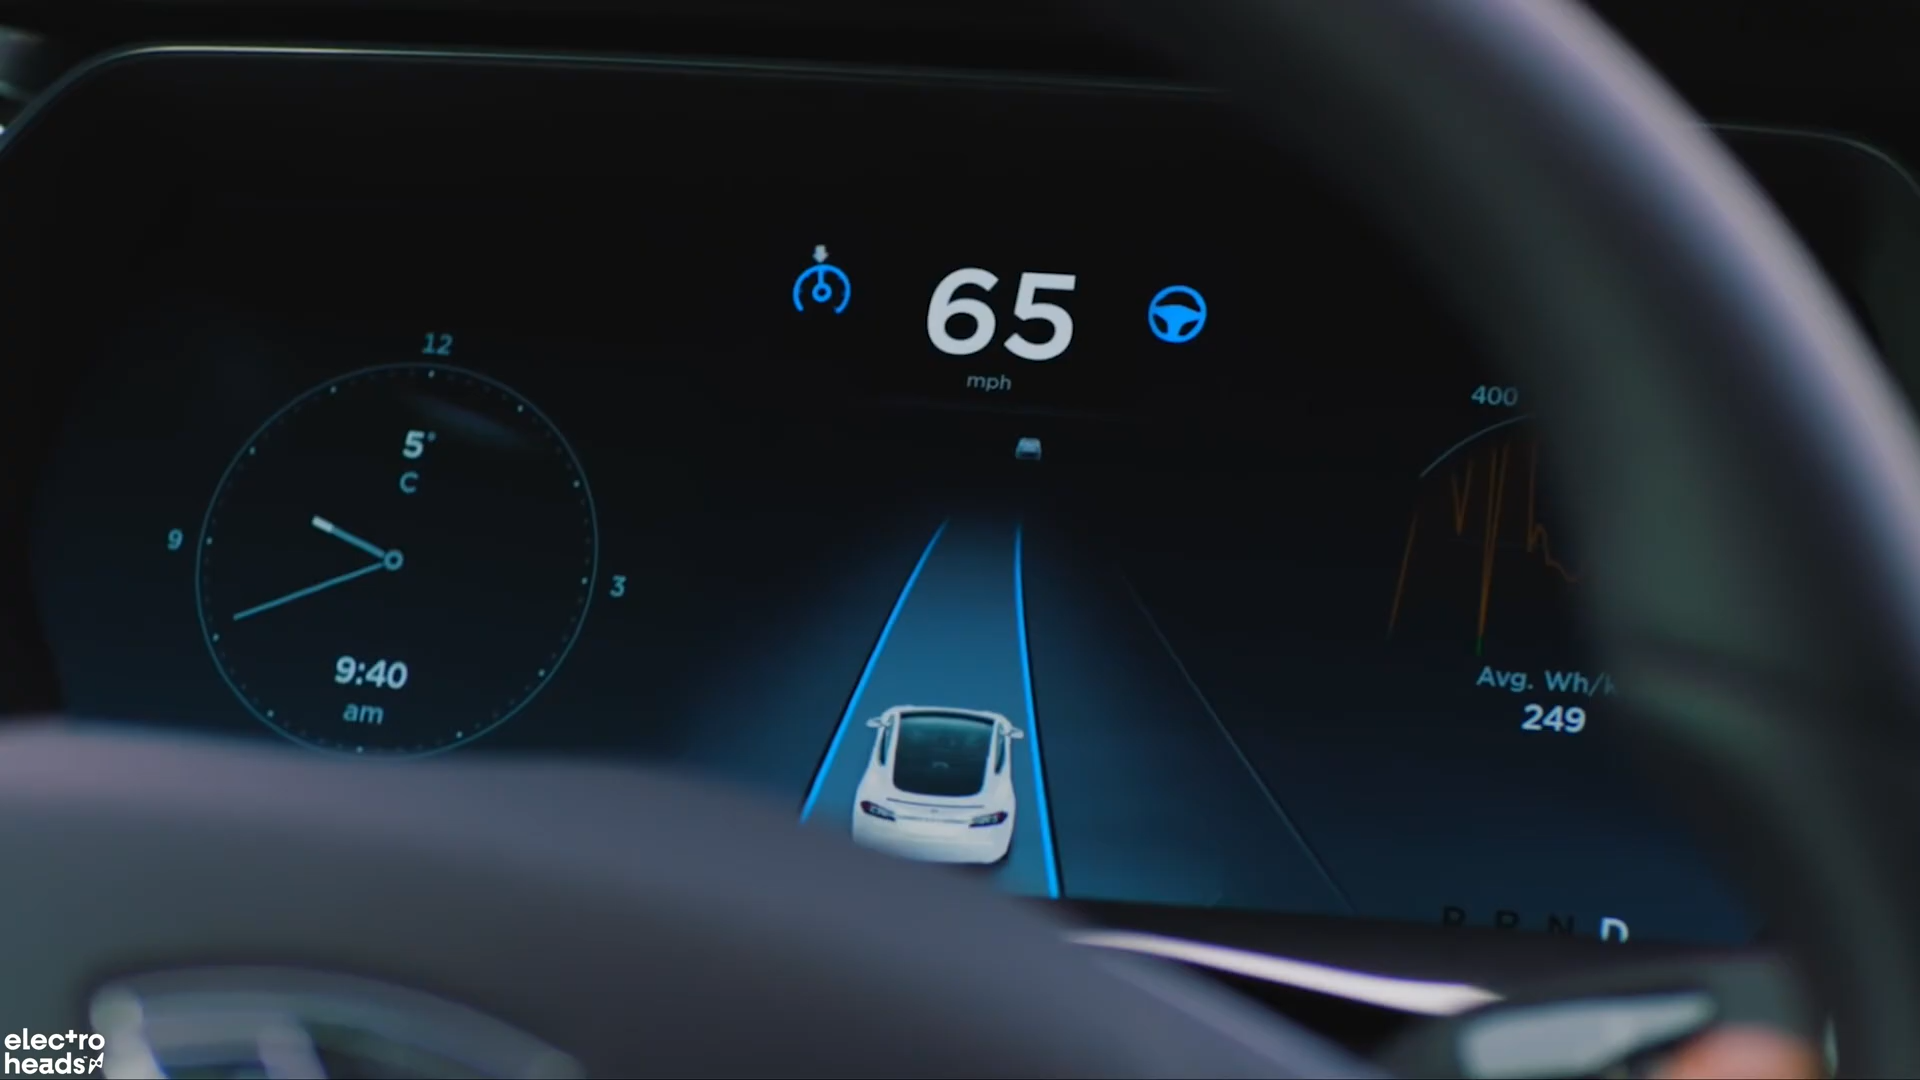 65
mph
12
5°
C
9
3
9:40
am
400
Avg. Wh/
249
P R N D
electro
heads